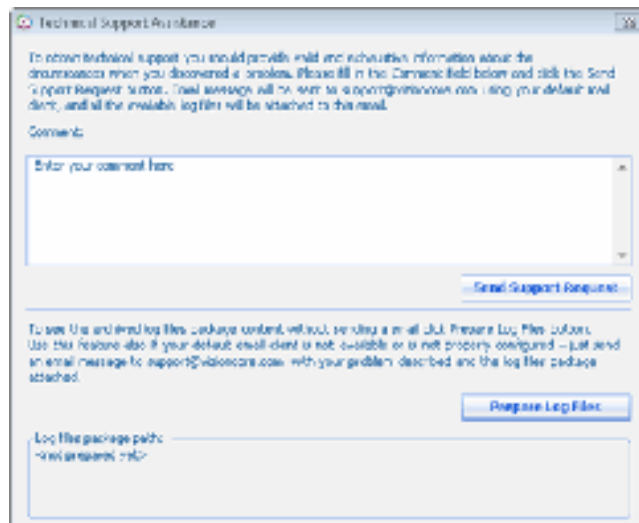 Technical Support Assistance
To obtain technical support you should provide valid and exhaustive information about the
circumstances when you discovered a problem. Please fill in the Comment field below and click the Send
Support Request button. Email message will be sent to support@vizioncore.com using your default mail
client, and all the available log files will be attached to this email.
Comment:
Enter your comment here
Send Support Request
To see the archived log files package content without sending a email click Prepare Log Files button.
Use this feature also if your default email client is not available or is not properly configured – just send
an email message to support@vizioncore.com, with your problem described and the log files package
attached.
Prepare Log Files
Log files package path:
<not prepared yet>